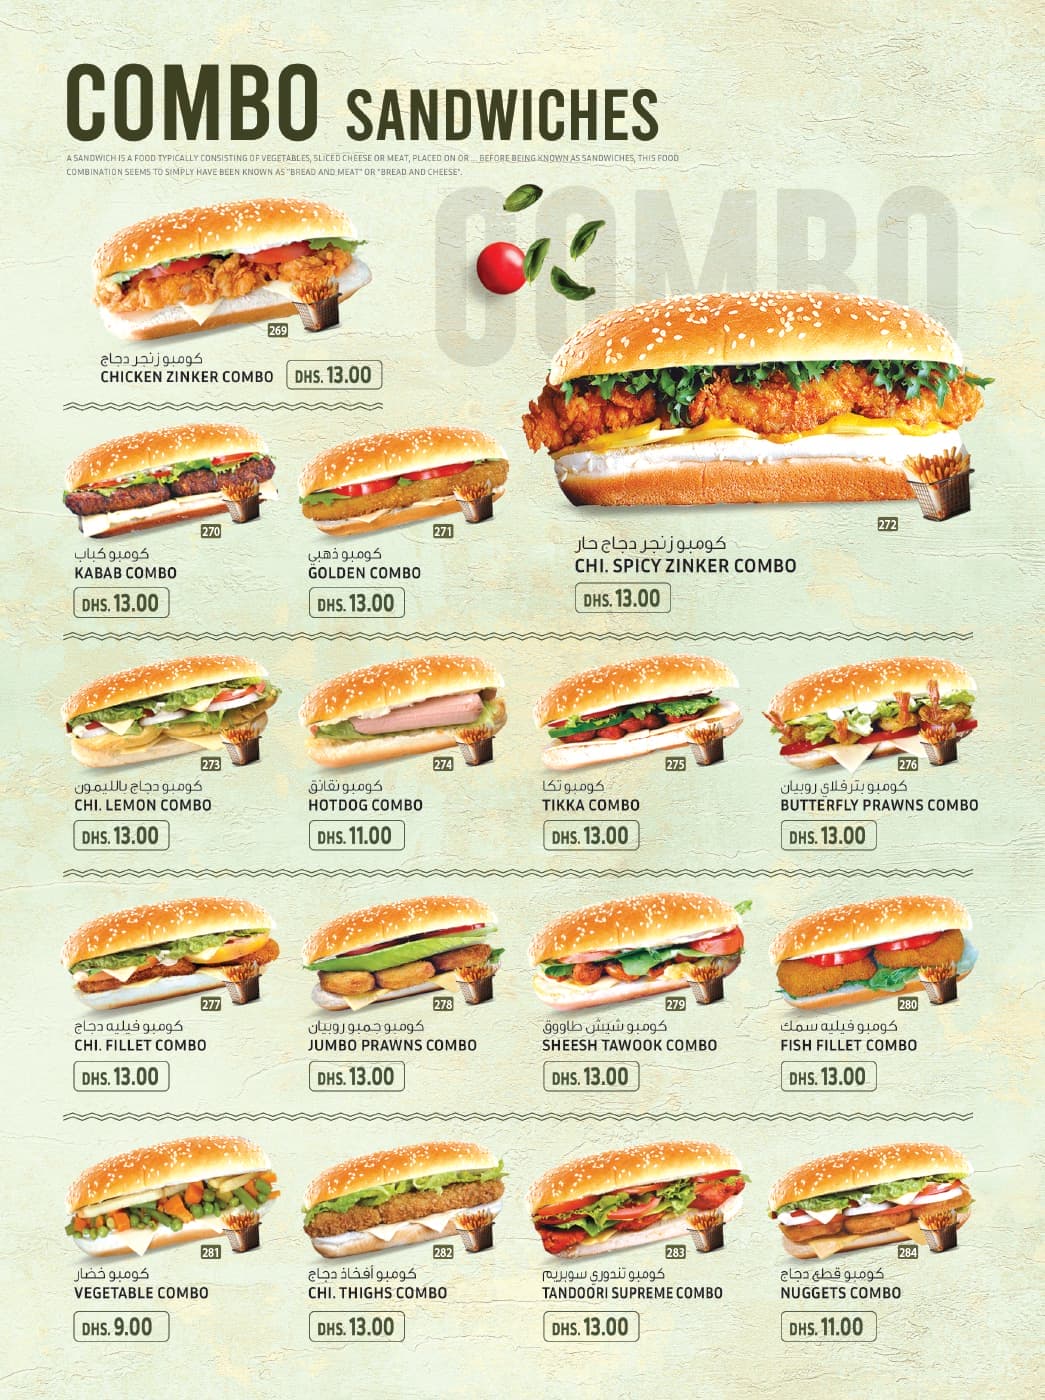 COMBO SANDWICHES
A SANDWICH IS A FOOD TYPICALLY CONSISTING OF VEGETABLES, SLICED CHEESE OR MEAT, PLACED ON OR ... BEFORE BEING KNOWN AS SANDWICHES, THIS FOOD
COMBINATION SEEMS TO SIMPLY HAVE BEEN KNOWN AS "BREAD AND MEAT" OR "BREAD AND CHEESE".
COMBO
269
كومبو زنجر دجاج
CHICKEN ZINKER COMBO DHS. 13.00
270
كومبو كباب
KABAB COMBO
DHS. 13.00
271
كومبو ذهبي
GOLDEN COMBO
DHS. 13.00
272
كومبو زنجر دجاج حار
CHI. SPICY ZINKER COMBO
DHS. 13.00
273
كومبو دجاج بالليمون
CHI. LEMON COMBO
DHS. 13.00
274
كومبو نقانق
HOTDOG COMBO
DHS. 11.00
275
كومبو تكا
TIKKA COMBO
DHS. 13.00
276
كومبو بترفلاي روبيان
BUTTERFLY PRAWNS COMBO
DHS. 13.00
277
كومبو فيليه دجاج
CHI. FILLET COMBO
DHS. 13.00
278
كومبو جمبو روبيان
JUMBO PRAWNS COMBO
DHS. 13.00
279
كومبو شيش طاووق
SHEESH TAWOOK COMBO
DHS. 13.00
280
كومبو فيليه سمك
FISH FILLET COMBO
DHS. 13.00
281
كومبو خضار
VEGETABLE COMBO
DHS. 9.00
282
كومبو أفخاذ دجاج
CHI. THIGHS COMBO
DHS. 13.00
283
كومبو تندوري سوبريم
TANDOORI SUPREME COMBO
DHS. 13.00
284
كومبو قطع دجاج
NUGGETS COMBO
DHS. 11.00